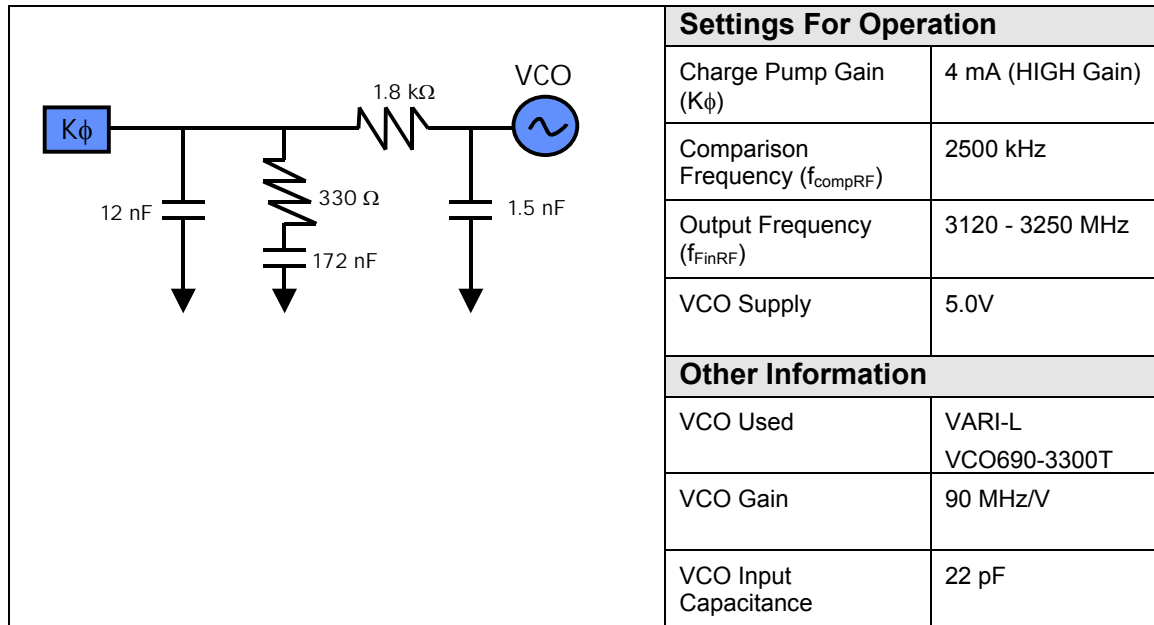 VCO
1.8 kΩ
Kϕ
330 Ω
12 nF
1.5 nF
172 nF
Settings For Operation
Charge Pump Gain
(Kϕ)
4 mA (HIGH Gain)
Comparison
Frequency (fcompRF)
2500 kHz
Output Frequency
(fFinRF)
3120 - 3250 MHz
VCO Supply
5.0V
Other Information
VCO Used
VARI-L
VCO690-3300T
VCO Gain
90 MHz/V
VCO Input
Capacitance
22 pF